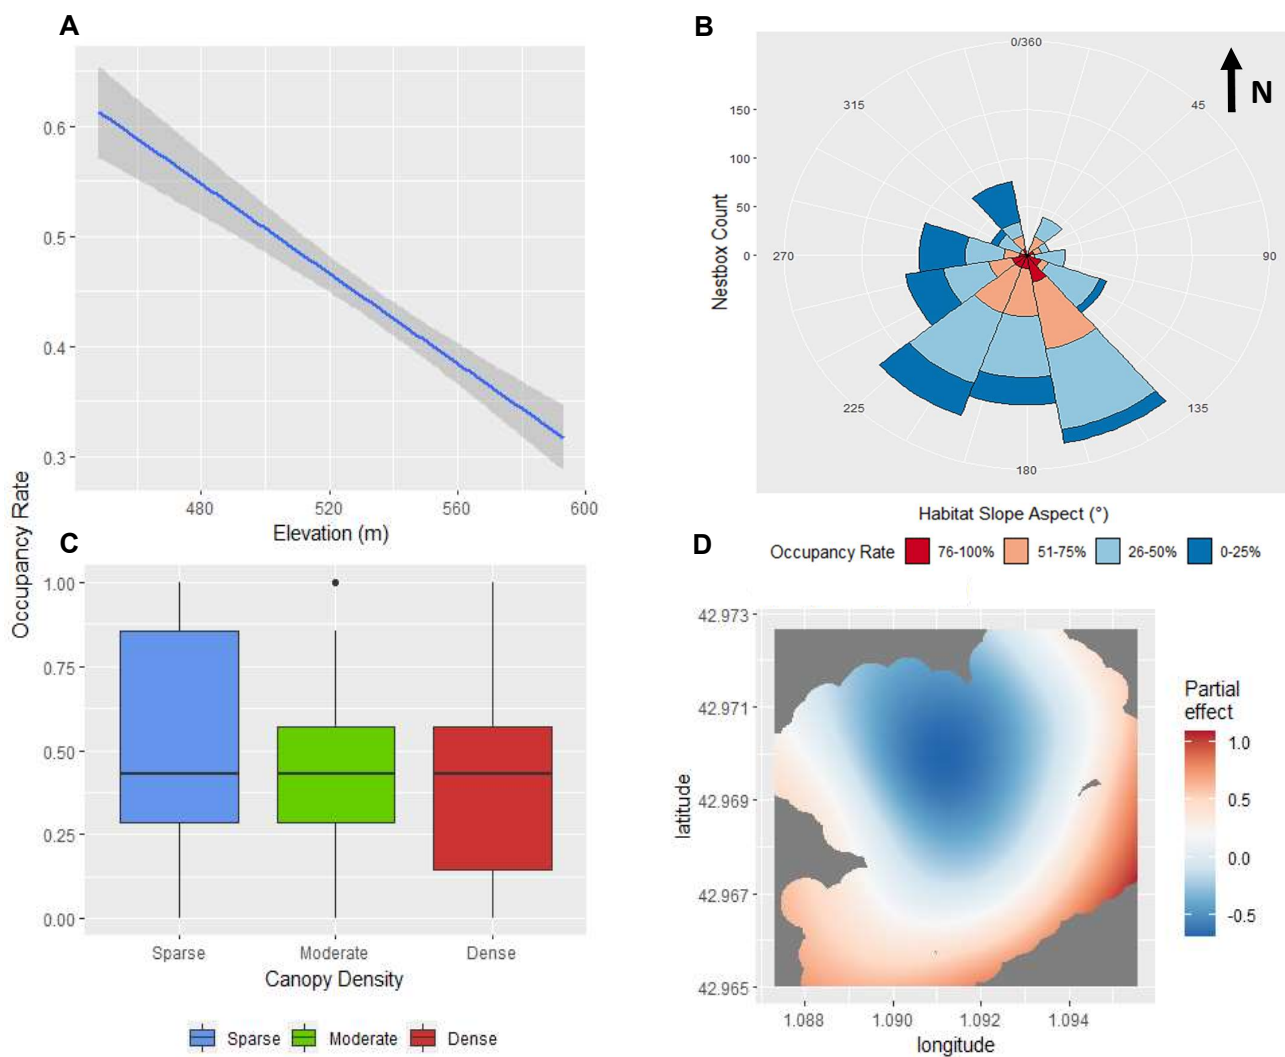 A
0.6
0.5
0.4
0.3
480 520 560 600
Elevation (m)
Occupancy Rate
B
0/360
45
90
135
180
225
270
315
N
150
100
50
0
Nestbox Count
Habitat Slope Aspect (°)
Occupancy Rate 76-100% 51-75% 26-50% 0-25%
C
1.00
0.75
0.50
0.25
0.00
Sparse Moderate Dense
Canopy Density
Sparse Moderate Dense
D
42.973
42.971
42.969
42.967
42.965
latitude
1.088 1.090 1.092 1.094
longitude
Partial
effect
1.0
0.5
0.0
-0.5